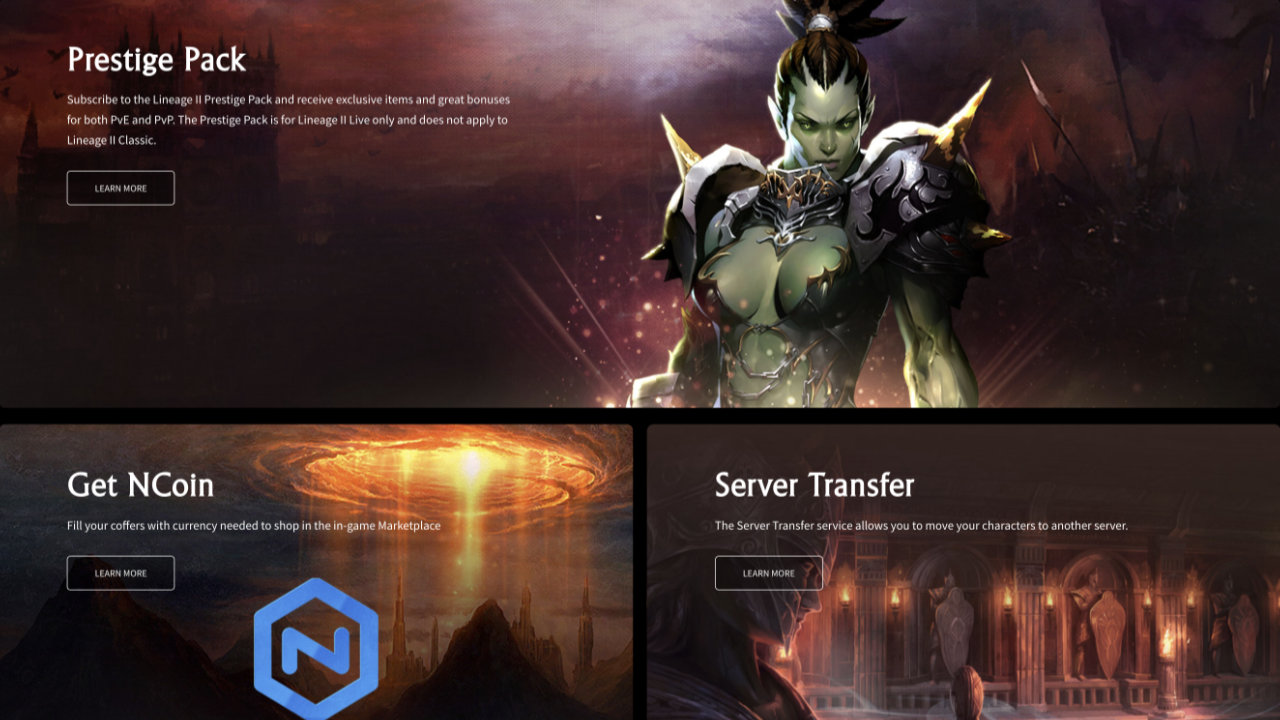 Prestige Pack
Subscribe to the Lineage II Prestige Pack and receive exclusive items and great bonuses
for both PvE and PvP. The Prestige Pack is for Lineage II Live only and does not apply to
Lineage II Classic.
LEARN MORE
Get NCoin
Fill your coffers with currency needed to shop in the in-game Marketplace
LEARN MORE
N
Server Transfer
The Server Transfer service allows you to move your characters to another server.
LEARN MORE